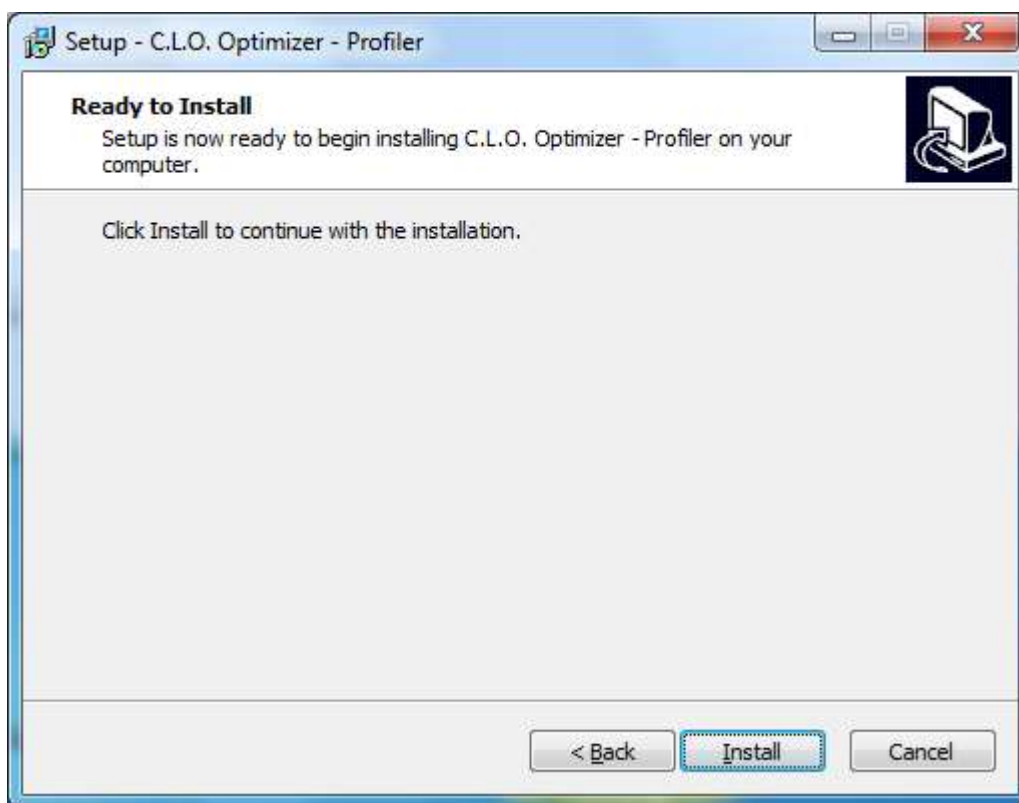 Setup - C.L.O. Optimizer - Profiler
Ready to Install
Setup is now ready to begin installing C.L.O. Optimizer - Profiler on your
computer.
Click Install to continue with the installation.
< Back
Install
Cancel